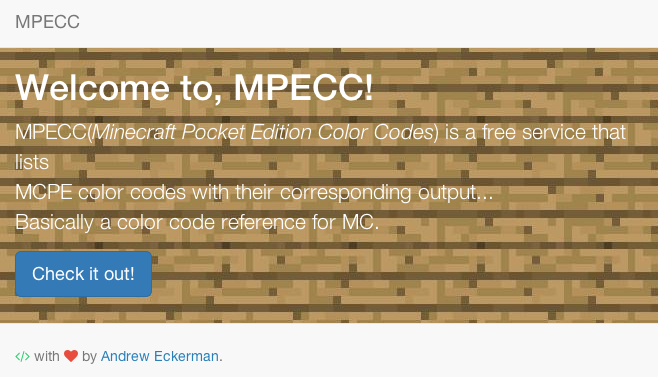 MPECC
Welcome to, MPECC!
MPECC(Minecraft Pocket Edition Color Codes) is a free service that
lists
MCPE color codes with their corresponding output...
Basically a color code reference for MC.
Check it out!
</> with ❤ by Andrew Eckerman.